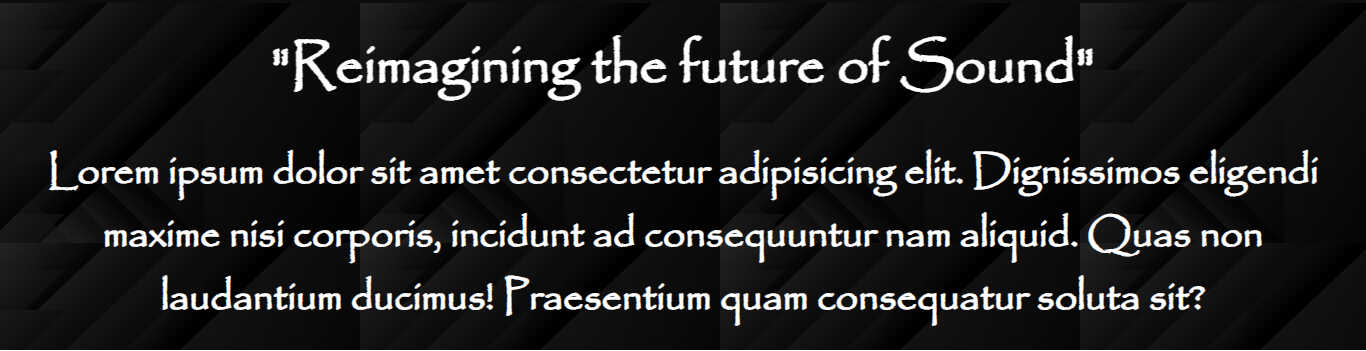 "Reimagining the future of Sound"
Lorem ipsum dolor sit amet consectetur adipisicing elit. Dignissimos eligendi
maxime nisi corporis, incidunt ad consequuntur nam aliquid. Quas non
laudantium ducimus! Praesentium quam consequatur soluta sit?